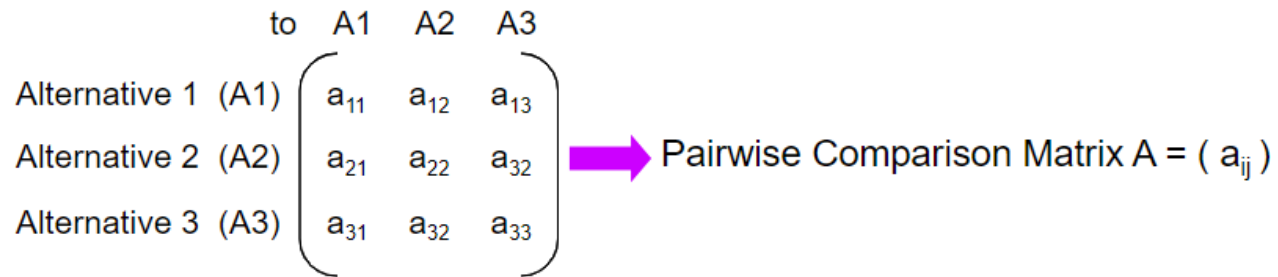 to A1 A2 A3
Alternative 1 (A1) a11 a12 a13
Alternative 2 (A2) a21 a22 a32
Pairwise Comparison Matrix A = ( aij )
Alternative 3 (A3) a31 a32 a33